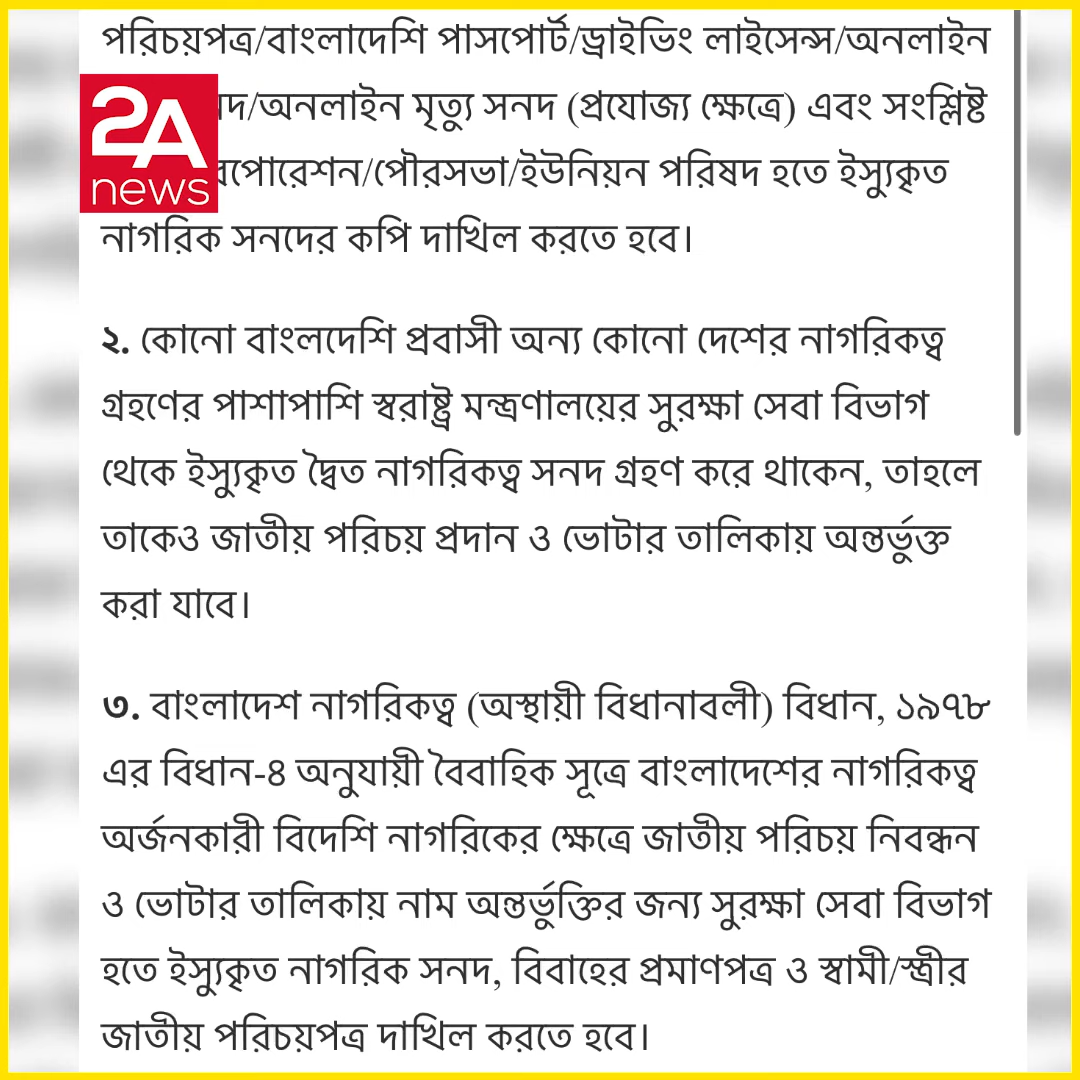 পরিচয়পত্র/বাংলাদেশি পাসপোর্ট/ড্রাইভিং লাইসেন্স/অনলাইন
2A
news
/অনলাইন মৃত্যু সনদ (প্রযোজ্য ক্ষেত্রে) এবং সংশ্লিষ্ট
/পৌরসভা/ইউনিয়ন পরিষদ হতে ইস্যুকৃত
নাগরিক সনদের কপি দাখিল করতে হবে।
২. কোনো বাংলদেশি প্রবাসী অন্য কোনো দেশের নাগরিকত্ব
গ্রহণের পাশাপাশি স্বরাষ্ট্র মন্ত্রণালয়ের সুরক্ষা সেবা বিভাগ
থেকে ইস্যুকৃত দ্বৈত নাগরিকত্ব সনদ গ্রহণ করে থাকেন, তাহলে
তাকেও জাতীয় পরিচয় প্রদান ও ভোটার তালিকায় অন্তর্ভুক্ত
করা যাবে।
৩. বাংলাদেশ নাগরিকত্ব (অস্থায়ী বিধানাবলী) বিধান, ১৯৭৮
এর বিধান-৪ অনুযায়ী বৈবাহিক সূত্রে বাংলাদেশের নাগরিকত্ব
অর্জনকারী বিদেশি নাগরিকের ক্ষেত্রে জাতীয় পরিচয় নিবন্ধন
ও ভোটার তালিকায় নাম অন্তর্ভুক্তির জন্য সুরক্ষা সেবা বিভাগ
হতে ইস্যুকৃত নাগরিক সনদ, বিবাহের প্রমাণপত্র ও স্বামী/স্ত্রীর
জাতীয় পরিচয়পত্র দাখিল করতে হবে।